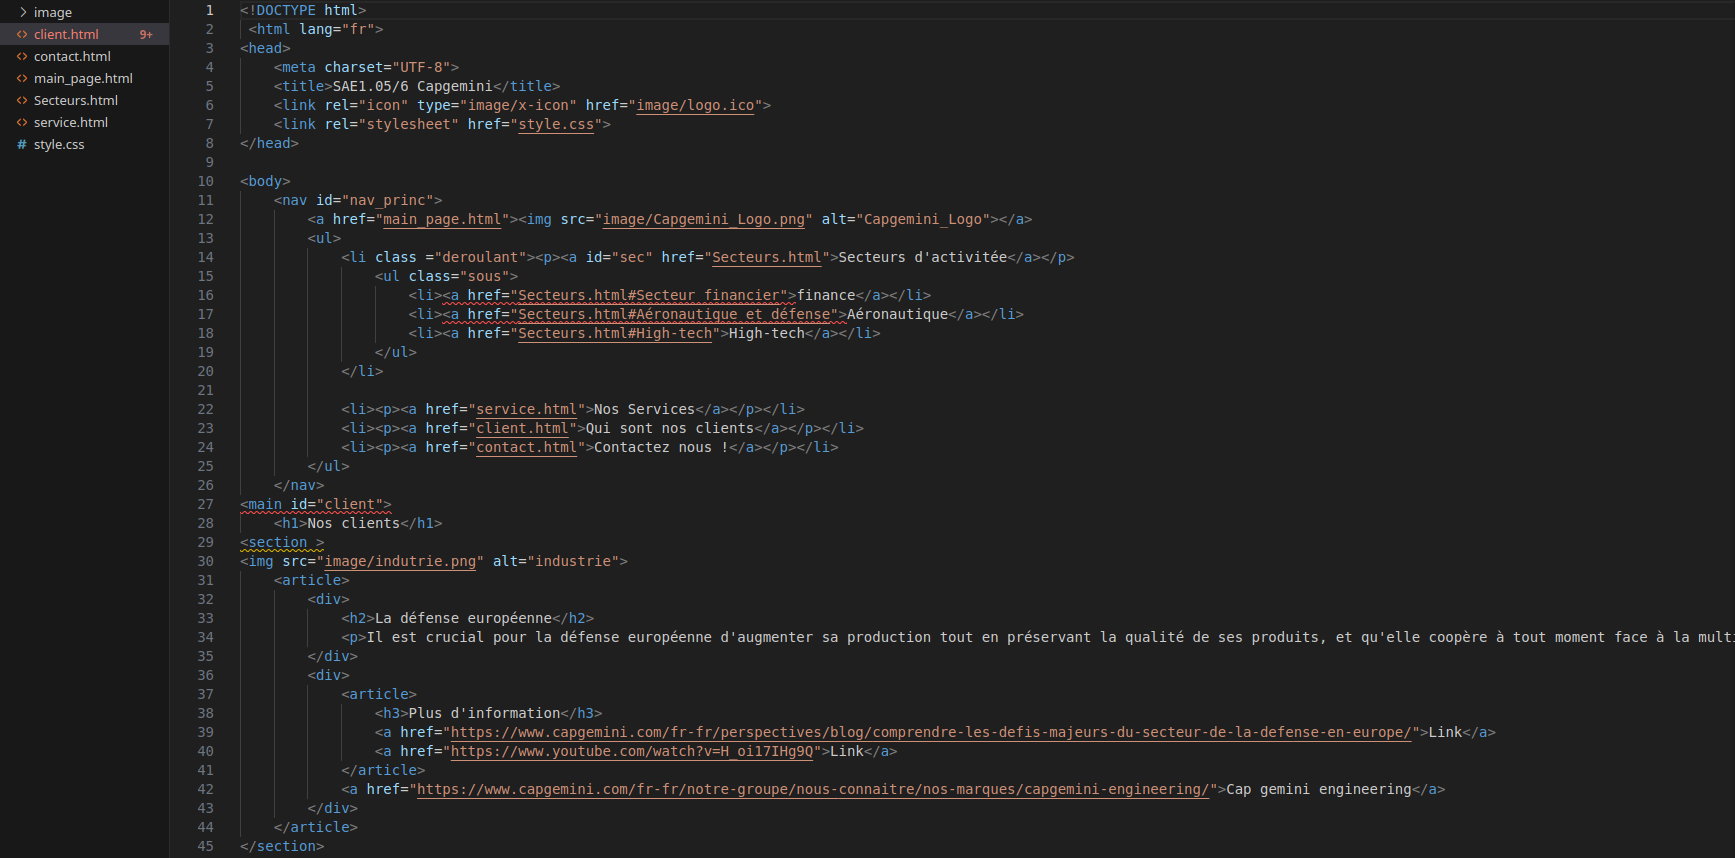 image
client.html 9+
contact.html
main_page.html
Secteurs.html
service.html
# style.css
1 <!DOCTYPE html>
2 <html lang="fr">
3 <head>
4 <meta charset="UTF-8">
5 <title>SAE1.05/6 Capgemini</title>
6 <link rel="icon" type="image/x-icon" href="image/logo.ico">
7 <link rel="stylesheet" href="style.css">
8 </head>
9
10 <body>
11 <nav id="nav_princ">
12 <a href="main_page.html"><img src="image/Capgemini_Logo.png" alt="Capgemini_Logo"></a>
13 <ul>
14 <li class ="deroulant"><p><a id="sec" href="Secteurs.html">Secteurs d'activitée</a></p>
15 <ul class="sous">
16 <li><a href="Secteurs.html#Secteur financier">finance</a></li>
17 <li><a href="Secteurs.html#Aéronautique et défense">Aéronautique</a></li>
18 <li><a href="Secteurs.html#High-tech">High-tech</a></li>
19 </ul>
20 </li>
21
22 <li><p><a href="service.html">Nos Services</a></p></li>
23 <li><p><a href="client.html">Qui sont nos clients</a></p></li>
24 <li><p><a href="contact.html">Contactez nous !</a></p></li>
25 </ul>
26 </nav>
27 <main id="client">
28 <h1>Nos clients</h1>
29 <section >
30 <img src="image/indutrie.png" alt="industrie">
31 <article>
32 <div>
33 <h2>La défense européenne</h2>
34 <p>Il est crucial pour la défense européenne d'augmenter sa production tout en préservant la qualité de ses produits, et qu'elle coopère à tout moment face à la mult
35 </div>
36 <div>
37 <article>
38 <h3>Plus d'information</h3>
39 <a href="https://www.capgemini.com/fr-fr/perspectives/blog/comprendre-les-defis-majeurs-du-secteur-de-la-defense-en-europe/">Link</a>
40 <a href="https://www.youtube.com/watch?v=H_oi17IHg9Q">Link</a>
41 </article>
42 <a href="https://www.capgemini.com/fr-fr/notre-groupe/nous-connaitre/nos-marques/capgemini-engineering/">Cap gemini engineering</a>
43 </div>
44 </article>
45 </section>